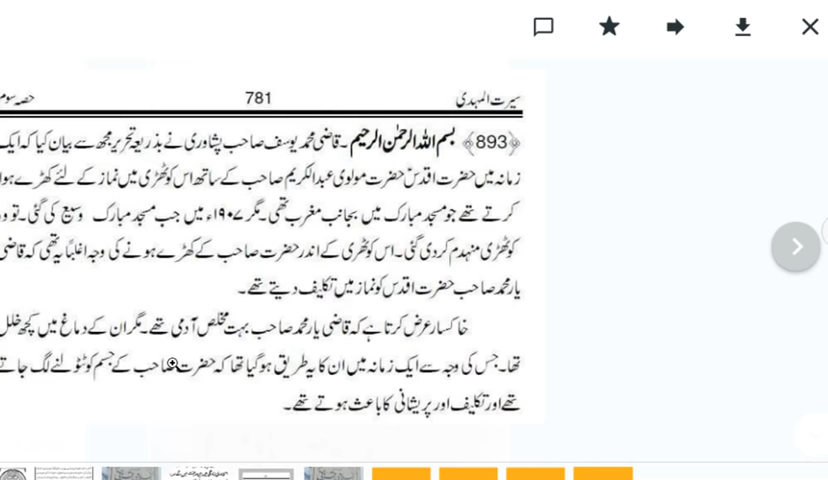 سیرت المہدی 781 حصہ سوم
﴿893﴾ بسم اللہ الرحمٰن الرحیم۔ قاضی محمد یوسف صاحب پشاوری نے بذریعہ تحریر مجھ سے بیان کیا کہ ایک
زمانہ میں حضرت اقدسؑ حضرت مولوی عبدالکریم صاحب کے ساتھ اس کوٹھڑی میں نماز کے لئے کھڑے ہوا
کرتے تھے جو مسجد مبارک میں بجانب مغرب تھی۔ مگر ۱۹۰۷ء میں جب مسجد مبارک وسیع کی گئی۔ تو وہ
کوٹھڑی منہدم کردی گئی۔ اس کوٹھری کے اندر حضرت صاحب کے کھڑے ہونے کی وجہ اغلباً یہ تھی کہ قاضی
یار محمد صاحب حضرت اقدس کو نماز میں تکلیف دیتے تھے۔
خاکسار عرض کرتا ہے کہ قاضی یار محمد صاحب بہت مخلص آدمی تھے۔ مگر ان کے دماغ میں کچھ خلل
تھا۔ جس کی وجہ سے ایک زمانہ میں ان کا یہ طریق ہوگیا تھا کہ حضرت صاحب کے جسم کو ٹٹولنے لگ جاتے
تھے اور تکلیف اور پریشانی کا باعث ہوتے تھے۔